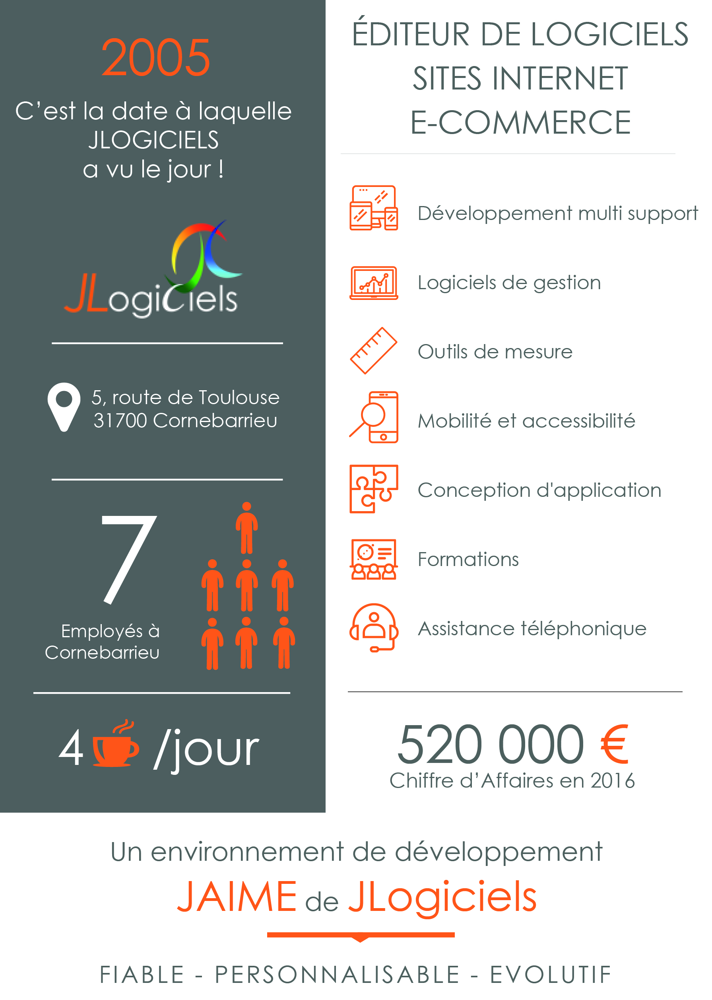 2005
C’est la date à laquelle
JLOGICIELS
a vu le jour !
JLogiciels
5, route de Toulouse
31700 Cornebarrieu
7
Employés à
Cornebarrieu
4 /jour
ÉDITEUR DE LOGICIELS
SITES INTERNET
E-COMMERCE
Développement multi support
Logiciels de gestion
Outils de mesure
Mobilité et accessibilité
Conception d'application
Formations
Assistance téléphonique
520 000 €
Chiffre d’Affaires en 2016
Un environnement de développement
JAIME de JLogiciels
FIABLE - PERSONNALISABLE - EVOLUTIF